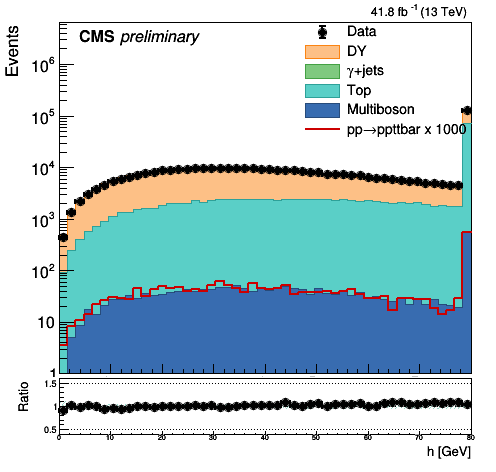 41.8 fb⁻¹ (13 TeV)
CMS preliminary
Data
DY
γ+jets
Top
Multiboson
pp→ppttbar x 1000
Events
10⁶
10⁵
10⁴
10³
10²
10
1
Ratio
1.5
1
0.5
0 10 20 30 40 50 60 70 80
h [GeV]